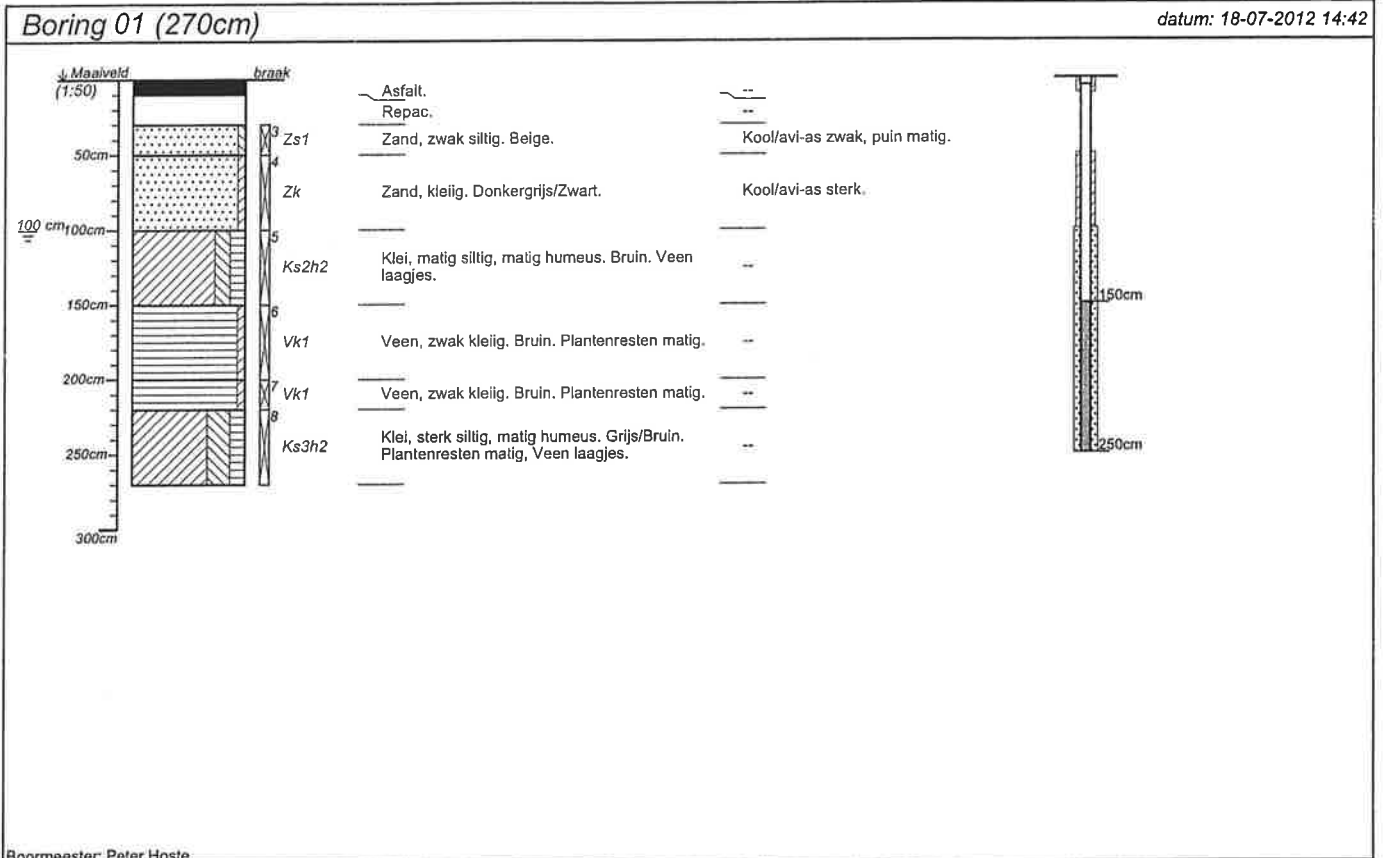 Boring 01 (270cm)
datum: 18-07-2012 14:42
Maaiveld
braak
(1:50)
Asfalt.
--
Repac.
--
3
Zs1
Zand, zwak siltig. Beige.
Kool/avi-as zwak, puin matig.
50cm
4
Zk
Zand, kleiig. Donkergrijs/Zwart.
Kool/avi-as sterk.
100 cm
100cm
5
Ks2h2
Klei, matig siltig, matig humeus. Bruin. Veen
laagjes.
--
150cm
150cm
6
Vk1
Veen, zwak kleiig. Bruin. Plantenresten matig.
--
200cm
7
Vk1
Veen, zwak kleiig. Bruin. Plantenresten matig.
--
8
Ks3h2
Klei, sterk siltig, matig humeus. Grijs/Bruin.
Plantenresten matig, Veen laagjes.
--
250cm
250cm
300cm
Boormeester: Peter Hoste